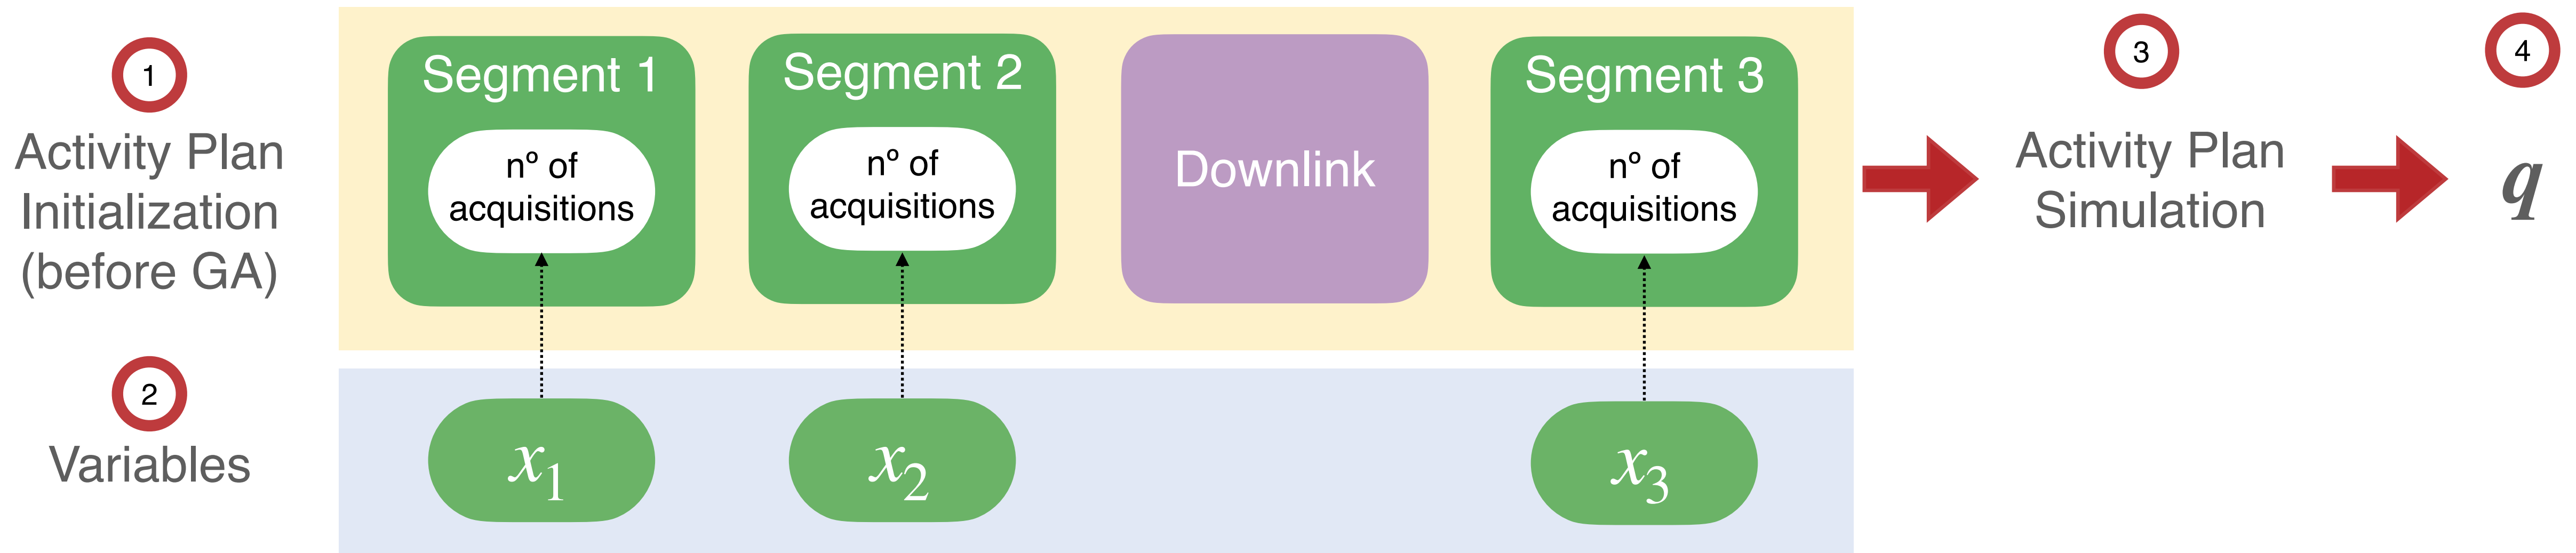 1
Activity Plan
Initialization
(before GA)
Segment 1
nº of
acquisitions
Segment 2
nº of
acquisitions
Downlink
Segment 3
nº of
acquisitions
3
Activity Plan
Simulation
4
q
2
Variables
x1
x2
x3